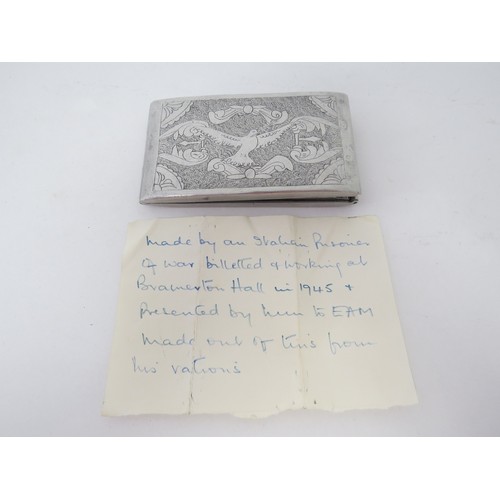 Made by an Italian Prisoner
of war billetted & working at
Bramerton Hall in 1945 &
Presented by him to EAM
Made out of tins from
his rations